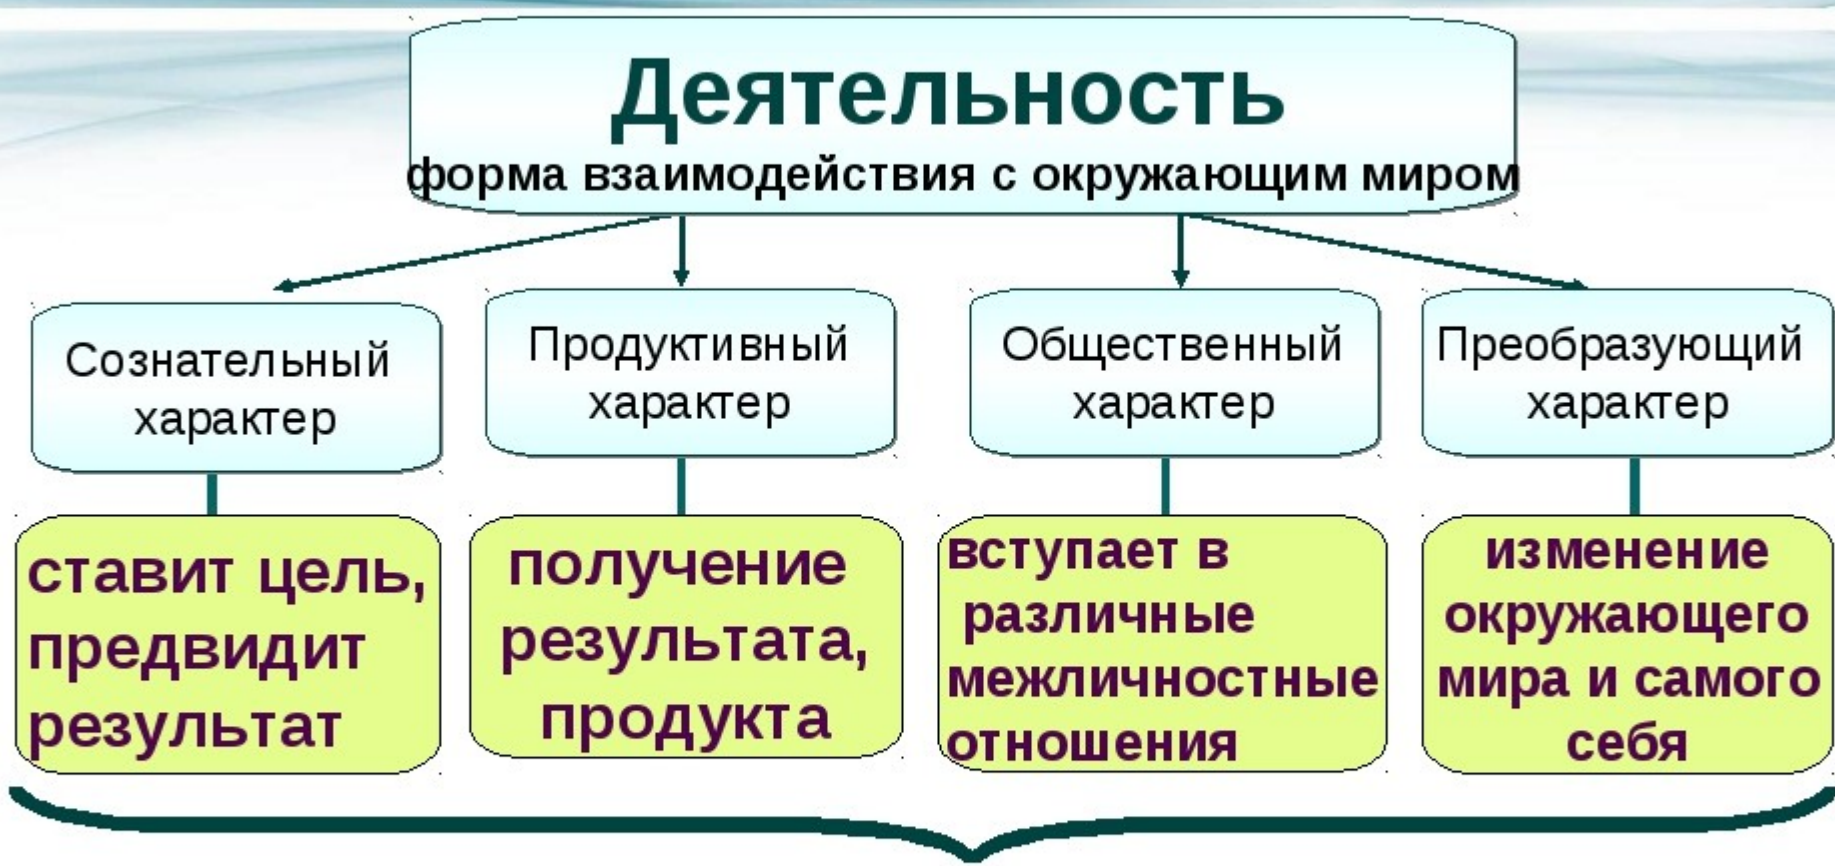 Деятельность
форма взаимодействия с окружающим миром
Сознательный
характер
Продуктивный
характер
Общественный
характер
Преобразующий
характер
ставит цель,
предвидит
результат
получение
результата,
продукта
вступает в
различные
межличностные
отношения
изменение
окружающего
мира и самого
себя